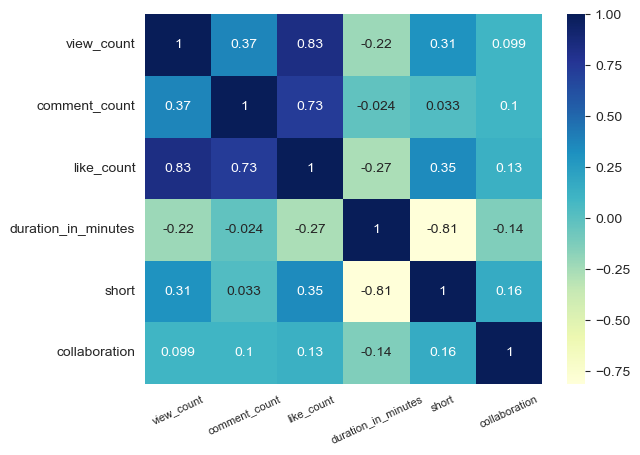 view_count 1 0.37 0.83 -0.22 0.31 0.099
comment_count 0.37 1 0.73 -0.024 0.033 0.1
like_count 0.83 0.73 1 -0.27 0.35 0.13
duration_in_minutes -0.22 -0.024 -0.27 1 -0.81 -0.14
short 0.31 0.033 0.35 -0.81 1 0.16
collaboration 0.099 0.1 0.13 -0.14 0.16 1
view_count comment_count like_count duration_in_minutes short collaboration
1.00
0.75
0.50
0.25
0.00
−0.25
−0.50
−0.75